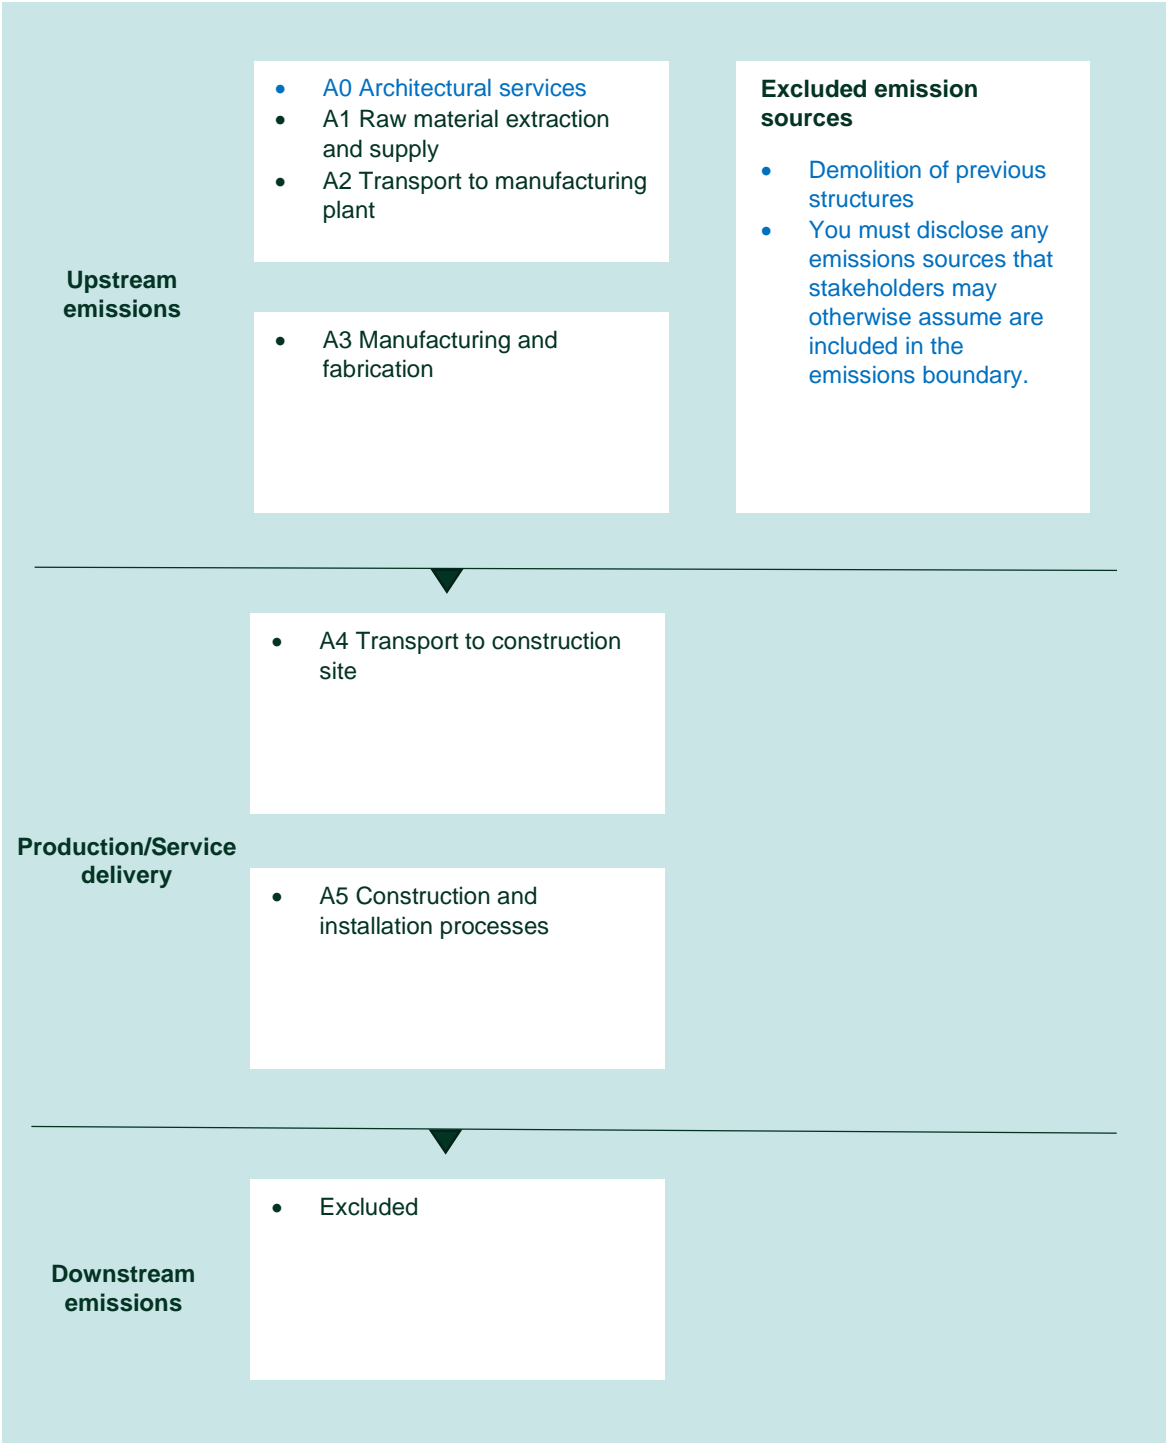 Upstream
emissions
• A0 Architectural services
• A1 Raw material extraction
and supply
• A2 Transport to manufacturing
plant
• A3 Manufacturing and
fabrication
Excluded emission
sources
• Demolition of previous
structures
• You must disclose any
emissions sources that
stakeholders may
otherwise assume are
included in the
emissions boundary.
Production/Service
delivery
• A4 Transport to construction
site
• A5 Construction and
installation processes
Downstream
emissions
• Excluded